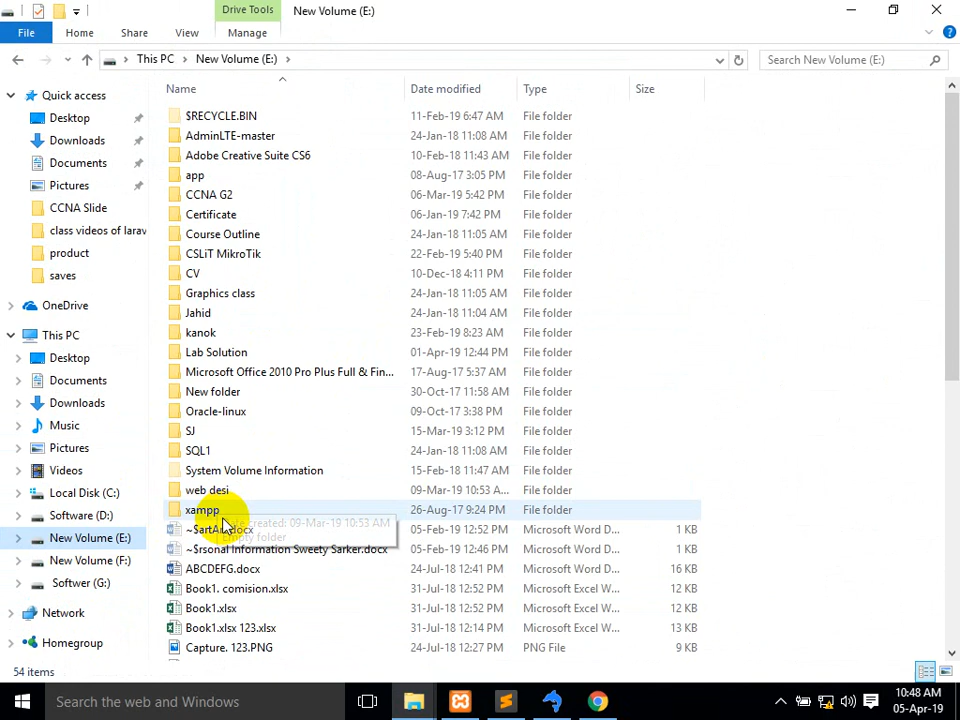 Drive Tools
New Volume (E:)
File
Home
Share
View
Manage
This PC
New Volume (E:)
Search New Volume (E:)
Name
Date modified
Type
Size
Quick access
Desktop
Downloads
Documents
Pictures
CCNA Slide
class videos of larav
product
saves
OneDrive
This PC
Desktop
Documents
Downloads
Music
Pictures
Videos
Local Disk (C:)
Software (D:)
New Volume (E:)
New Volume (F:)
Softwer (G:)
Network
Homegroup
$RECYCLE.BIN 11-Feb-19 6:47 AM File folder
AdminLTE-master 24-Jan-18 11:08 AM File folder
Adobe Creative Suite CS6 10-Feb-18 11:43 AM File folder
app 08-Aug-17 3:05 PM File folder
CCNA G2 06-Mar-19 5:42 PM File folder
Certificate 06-Jan-19 7:42 PM File folder
Course Outline 24-Jan-18 11:05 AM File folder
CSLiT MikroTik 22-Feb-19 5:40 PM File folder
CV 10-Dec-18 4:11 PM File folder
Graphics class 24-Jan-18 11:05 AM File folder
Jahid 24-Jan-18 11:04 AM File folder
kanok 23-Feb-19 8:23 AM File folder
Lab Solution 01-Apr-19 12:44 PM File folder
Microsoft Office 2010 Pro Plus Full & Fin... 17-Aug-17 5:37 AM File folder
New folder 30-Oct-17 11:58 AM File folder
Oracle-linux 09-Oct-17 3:38 PM File folder
SJ 15-Mar-19 3:12 PM File folder
SQL1 24-Jan-18 11:08 AM File folder
System Volume Information 15-Feb-18 11:47 AM File folder
web desi 09-Mar-19 10:53 A... File folder
xampp 26-Aug-17 9:24 PM File folder
created: 09-Mar-19 10:53 AM
Empty folder
05-Feb-19 12:52 PM Microsoft Word D... 1 KB
~$rsonal Information Sweety Sarker.docx 05-Feb-19 12:46 PM Microsoft Word D... 1 KB
ABCDEFG.docx 24-Jul-18 12:41 PM Microsoft Word D... 16 KB
Book1. comision.xlsx 31-Jul-18 12:52 PM Microsoft Excel W... 12 KB
Book1.xlsx 31-Jul-18 12:52 PM Microsoft Excel W... 12 KB
Book1.xlsx 123.xlsx 31-Jul-18 12:14 PM Microsoft Excel W... 13 KB
Capture. 123.PNG 24-Jul-18 12:27 PM PNG File 9 KB
54 items
Search the web and Windows
10:48 AM
05-Apr-19